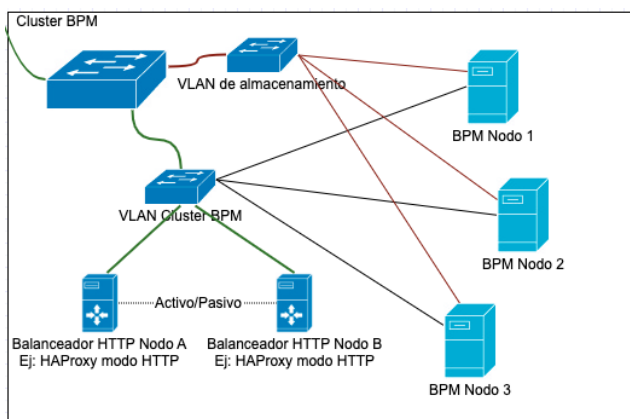 Cluster BPM
VLAN de almacenamiento
BPM Nodo 1
VLAN Cluster BPM
BPM Nodo 2
Activo/Pasivo
Balanceador HTTP Nodo A
Ej: HAProxy modo HTTP
Balanceador HTTP Nodo B
Ej: HAProxy modo HTTP
BPM Nodo 3